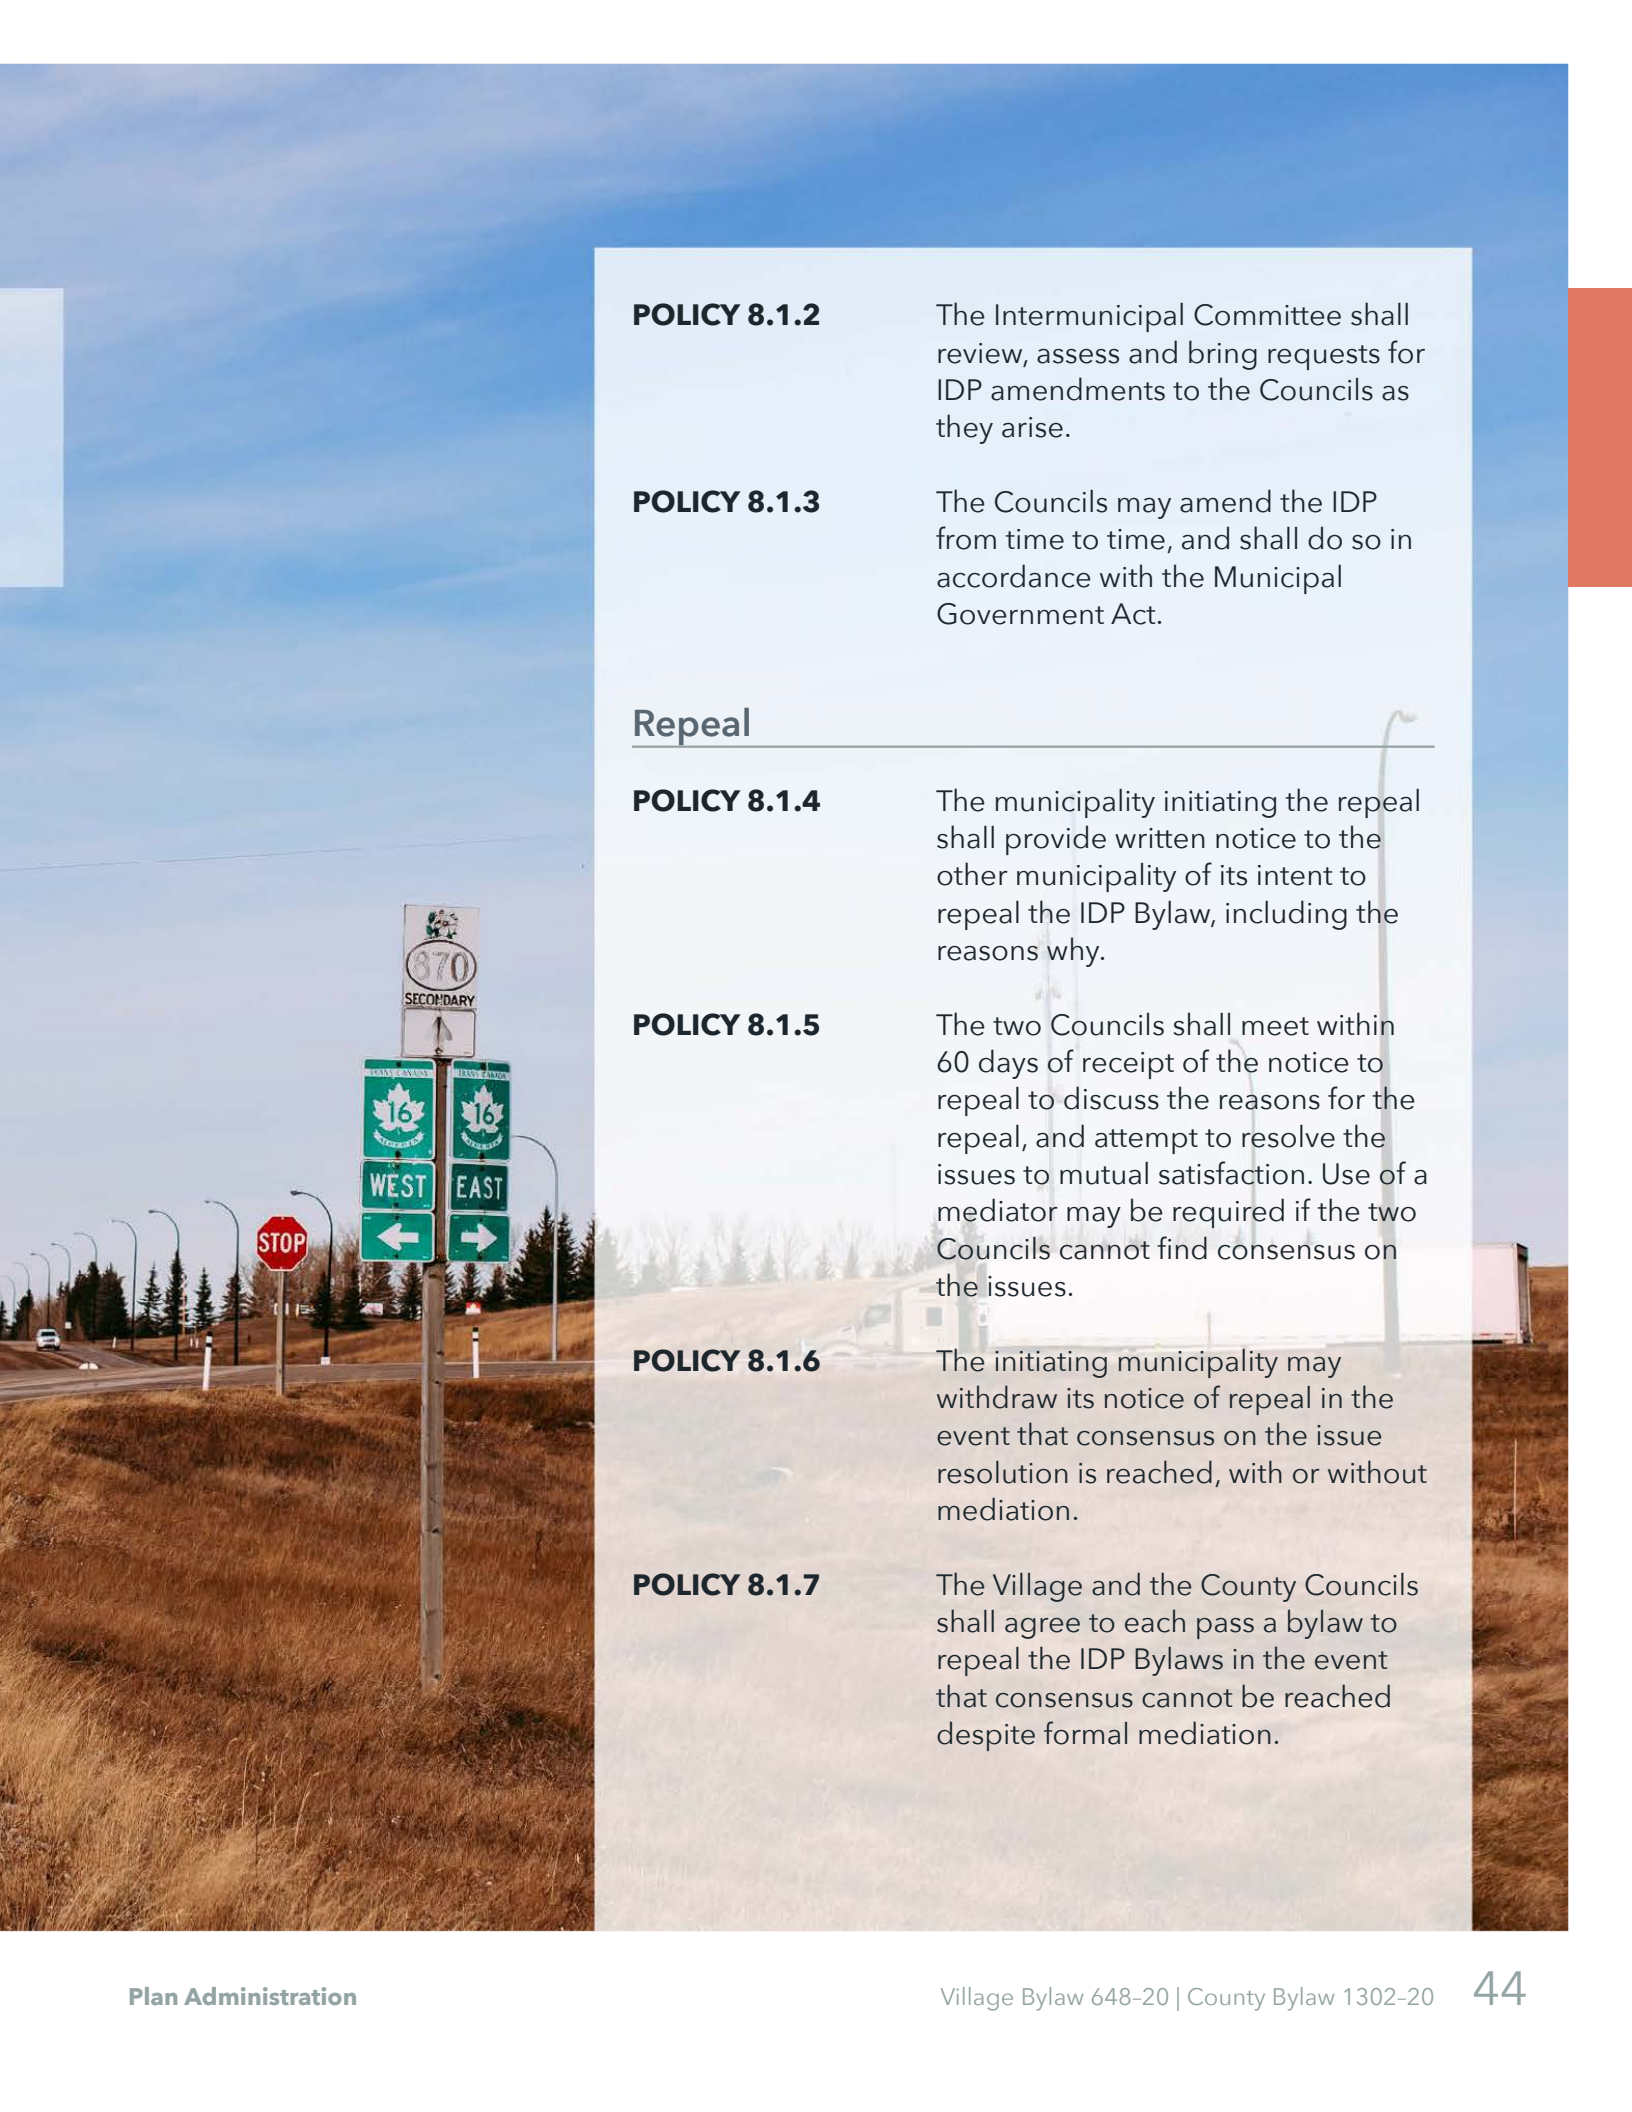 POLICY 8.1.2
The Intermunicipal Committee shall
review, assess and bring requests for
IDP amendments to the Councils as
they arise.
POLICY 8.1.3
The Councils may amend the IDP
from time to time, and shall do so in
accordance with the Municipal
Government Act.
Repeal
POLICY 8.1.4
The municipality initiating the repeal
shall provide written notice to the
other municipality of its intent to
repeal the IDP Bylaw, including the
reasons why.
POLICY 8.1.5
The two Councils shall meet within
60 days of receipt of the notice to
repeal to discuss the reasons for the
repeal, and attempt to resolve the
issues to mutual satisfaction. Use of a
mediator may be required if the two
Councils cannot find consensus on
the issues.
POLICY 8.1.6
The initiating municipality may
withdraw its notice of repeal in the
event that consensus on the issue
resolution is reached, with or without
mediation.
POLICY 8.1.7
The Village and the County Councils
shall agree to each pass a bylaw to
repeal the IDP Bylaws in the event
that consensus cannot be reached
despite formal mediation.
870
SECONDARY
TRANS CANADA
16
ALBERTA
WEST
TRANS CANADA
16
ALBERTA
EAST
STOP
Plan Administration
Village Bylaw 648–20 | County Bylaw 1302–20
44